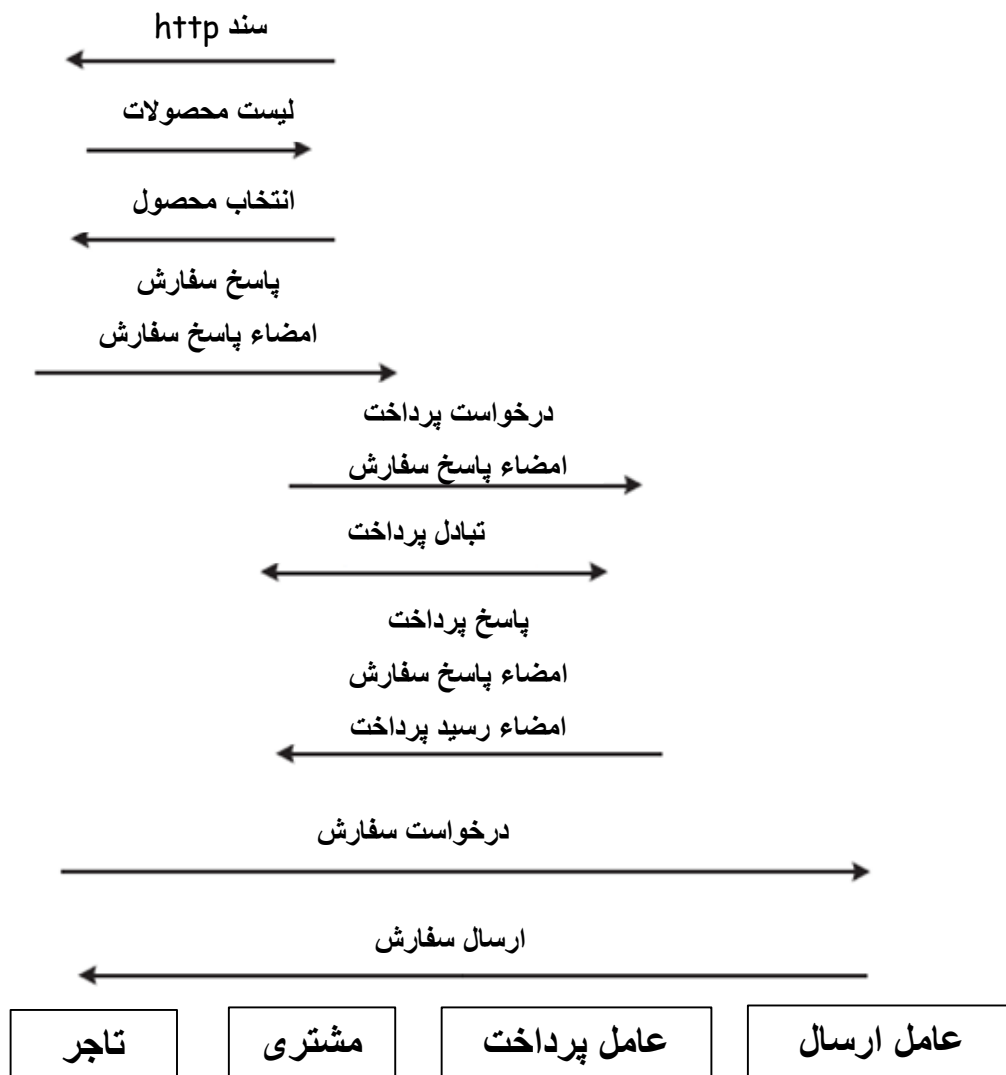 سند http
لیست محصولات
انتخاب محصول
پاسخ سفارش
امضاء پاسخ سفارش
درخواست پرداخت
امضاء پاسخ سفارش
تبادل پرداخت
پاسخ پرداخت
امضاء پاسخ سفارش
امضاء رسید پرداخت
درخواست سفارش
ارسال سفارش
عامل ارسال
عامل پرداخت
مشتری
تاجر